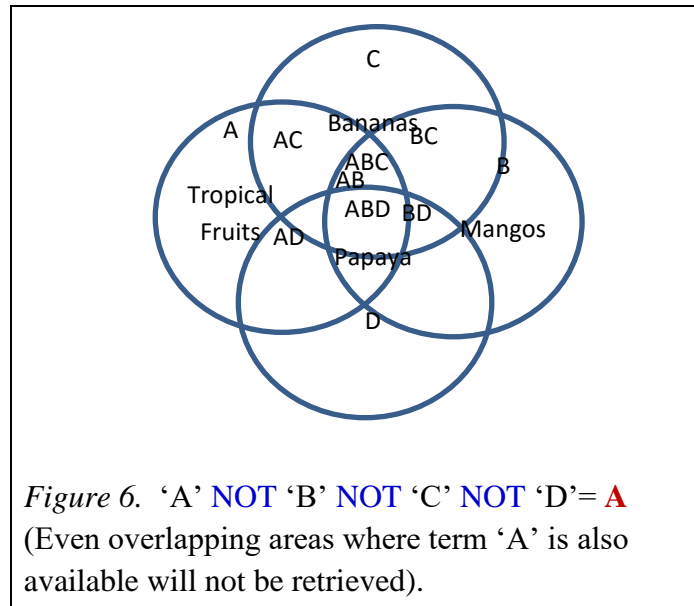 C
Bananas
A
AC
BC
ABC
B
AB
Tropical
ABD
BD
Fruits
AD
Mangos
Papaya
D
Figure 6. ‘A’ NOT ‘B’ NOT ‘C’ NOT ‘D’= A
(Even overlapping areas where term ‘A’ is also
available will not be retrieved).